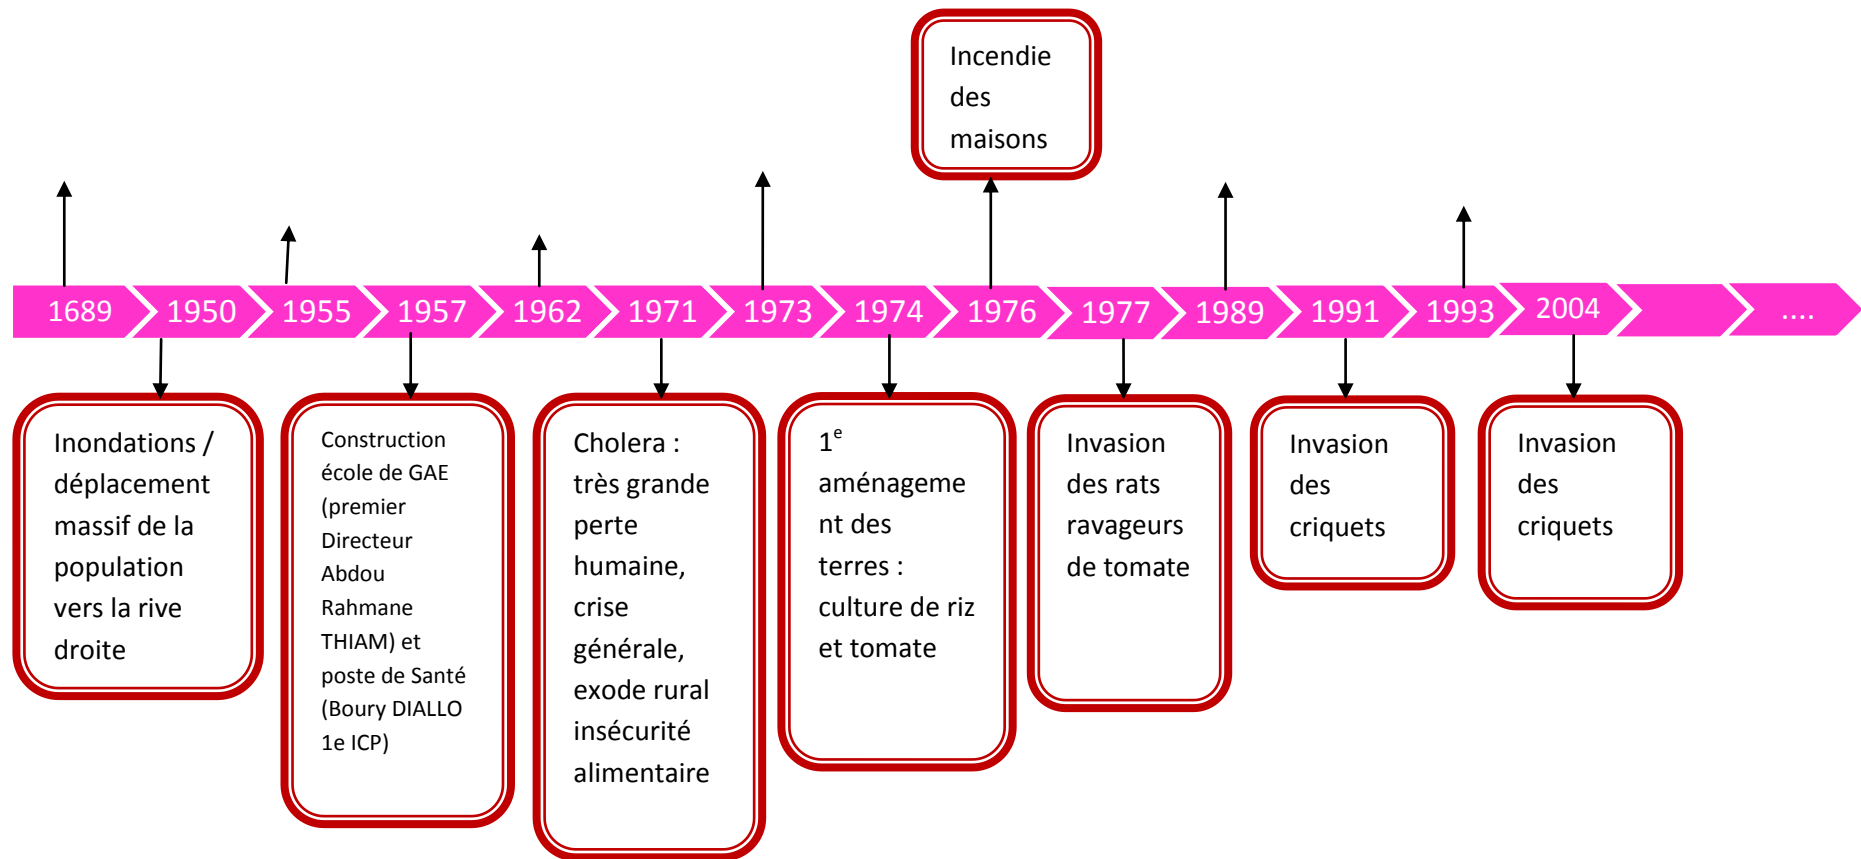 Incendie
des
maisons
1689
1950
1955
1957
1962
1971
1973
1974
1976
1977
1989
1991
1993
2004
....
Inondations /
déplacement
massif de la
population
vers la rive
droite
Construction
école de GAE
(premier
Directeur
Abdou
Rahmane
THIAM) et
poste de Santé
(Boury DIALLO
1e ICP)
Cholera :
très grande
perte
humaine,
crise
générale,
exode rural
insécurité
alimentaire
1e
aménageme
nt des
terres :
culture de riz
et tomate
Invasion
des rats
ravageurs
de tomate
Invasion
des
criquets
Invasion
des
criquets